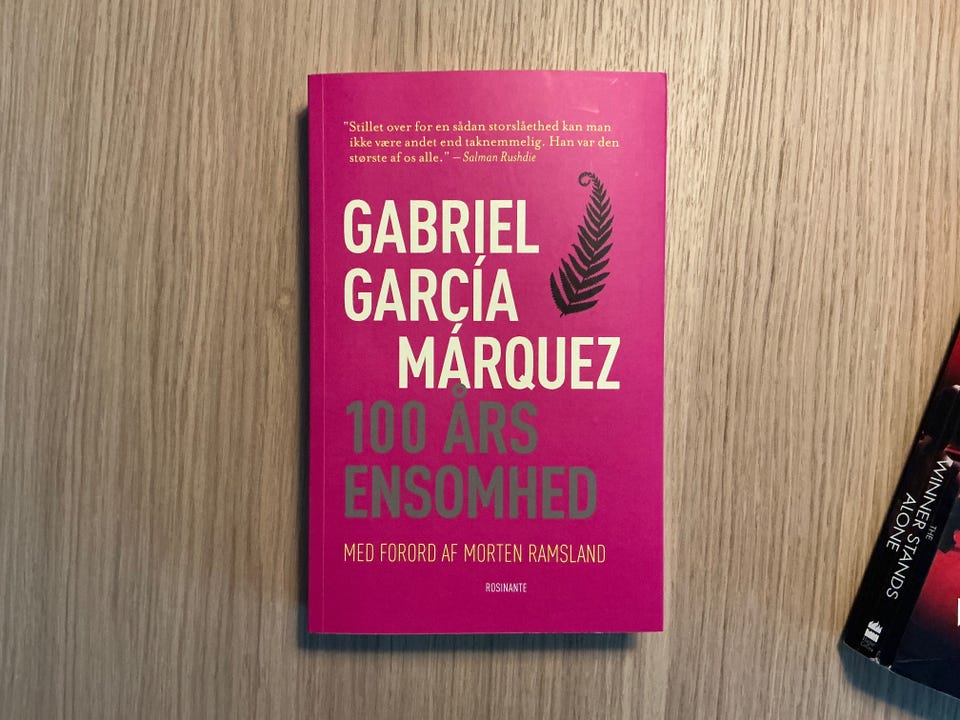 "Stillet over for en sådan storslåethed kan man
ikke være andet end taknemmelig. Han var den
største af os alle." – Salman Rushdie
GABRIEL
GARCÍA
MÁRQUEZ
100 ÅRS
ENSOMHED
MED FORORD AF MORTEN RAMSLAND
ROSINANTE
THE
WINNER STANDS
ALONE